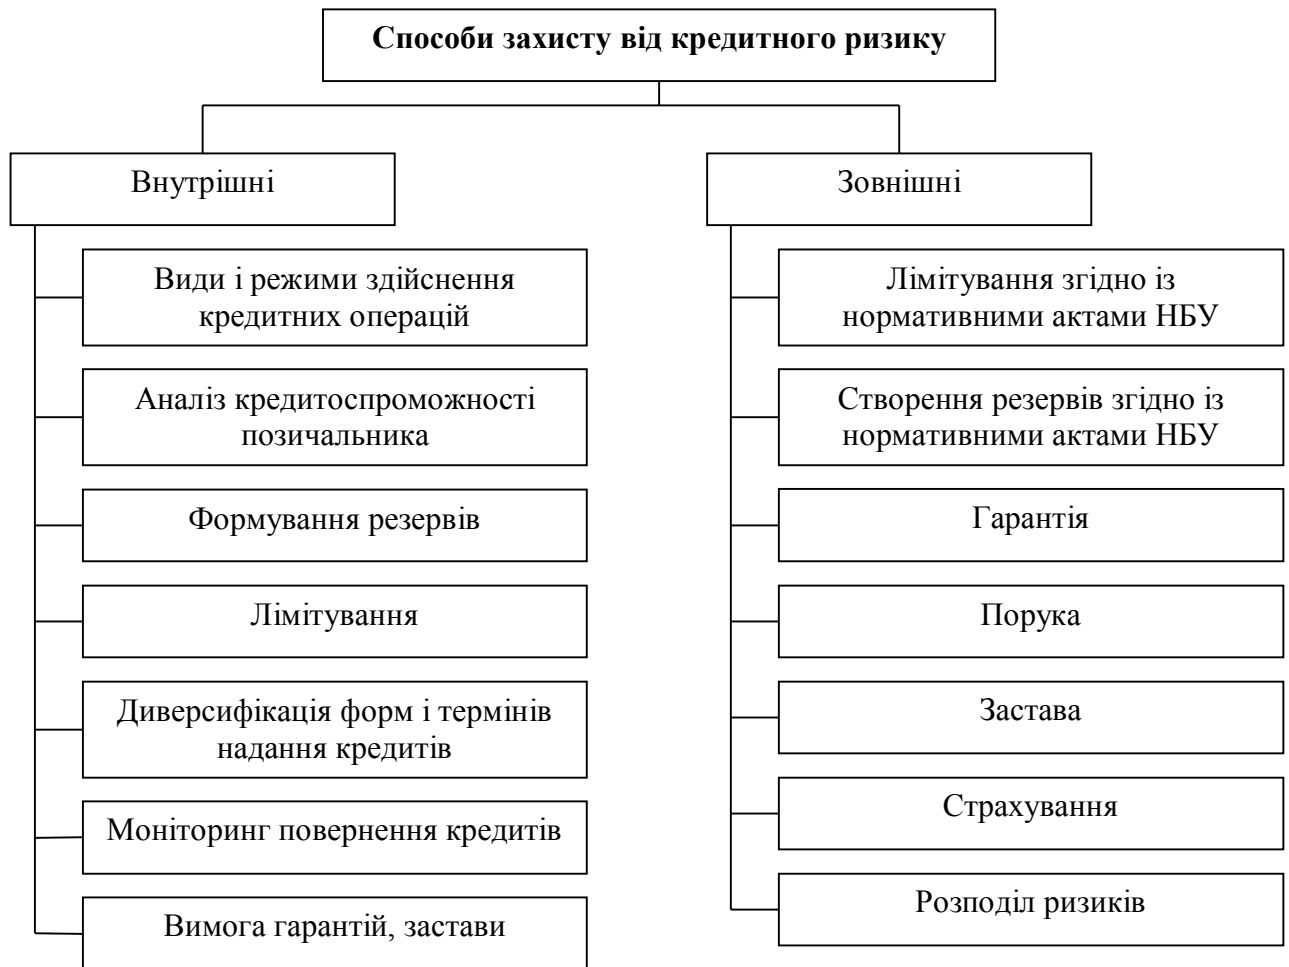 Способи захисту від кредитного ризику
Внутрішні
Види і режими здійснення
кредитних операцій
Аналіз кредитоспроможності
позичальника
Формування резервів
Лімітування
Диверсифікація форм і термінів
надання кредитів
Моніторинг повернення кредитів
Вимога гарантій, застави
Зовнішні
Лімітування згідно із
нормативними актами НБУ
Створення резервів згідно із
нормативними актами НБУ
Гарантія
Порука
Застава
Страхування
Розподіл ризиків